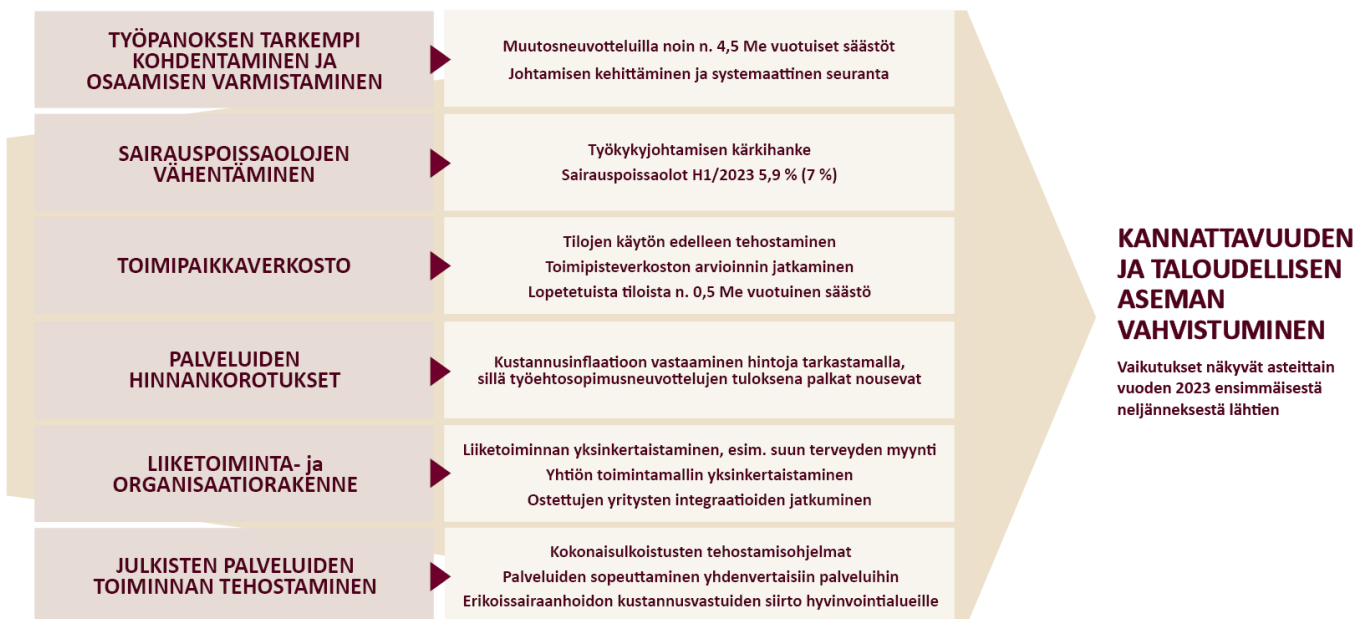 TYÖPANOKSEN TARKEMPI
KOHDENTAMINEN JA
OSAAMISEN VARMISTAMINEN
Muutosneuvotteluilla noin n. 4,5 Me vuotuiset säästöt
Johtamisen kehittäminen ja systemaattinen seuranta
SAIRAUSPOISSAOLOJEN
VÄHENTÄMINEN
Työkykyjohtamisen kärkihanke
Sairauspoissaolot H1/2023 5,9 % (7 %)
TOIMIPAIKKAVERKOSTO
Tilojen käytön edelleen tehostaminen
Toimipisteverkoston arvioinnin jatkaminen
Lopetetuista tiloista n. 0,5 Me vuotuinen säästö
PALVELUIDEN
HINNANKOROTUKSET
Kustannusinflaatioon vastaaminen hintoja tarkastamalla,
sillä työehtosopimusneuvottelujen tuloksena palkat nousevat
LIIKETOIMINTA- ja
ORGANISAATIORAKENNE
Liiketoiminnan yksinkertaistaminen, esim. suun terveyden myynti
Yhtiön toimintamallin yksinkertaistaminen
Ostettujen yritysten integraatioiden jatkuminen
JULKISTEN PALVELUIDEN
TOIMINNAN TEHOSTAMINEN
Kokonaisulkoistusten tehostamisohjelmat
Palveluiden sopeuttaminen yhdenvertaisiin palveluihin
Erikoissairaanhoidon kustannusvastuiden siirto hyvinvointialueille
KANNATTAVUUDEN
JA TALOUDELLISEN
ASEMAN
VAHVISTUMINEN
Vaikutukset näkyvät asteittain
vuoden 2023 ensimmäisestä
neljänneksestä lähtien